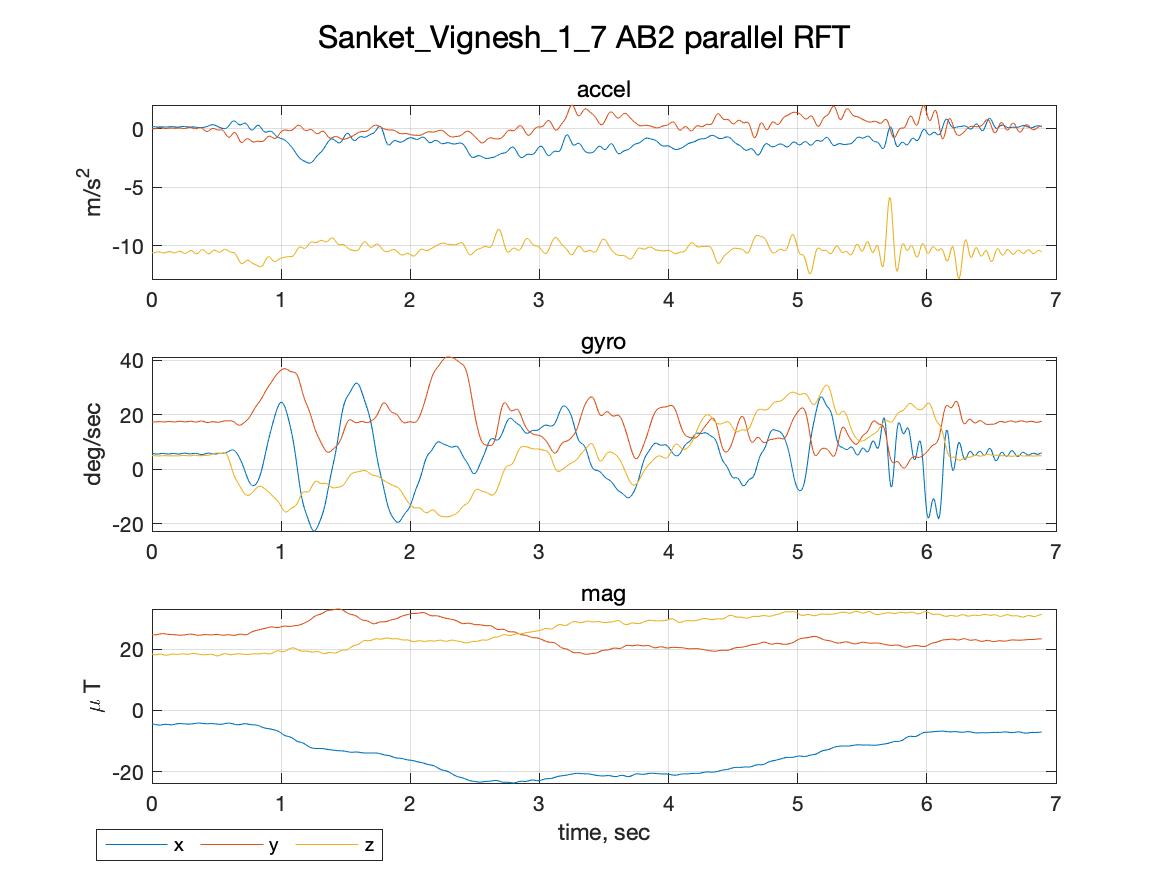 Sanket_Vignesh_1_7 AB2 parallel RFT
accel
m/s²
0
-5
-10
0 1 2 3 4 5 6 7
gyro
deg/sec
40
20
0
-20
0 1 2 3 4 5 6 7
mag
μ T
20
0
-20
0 1 2 3 4 5 6 7
time, sec
x y z